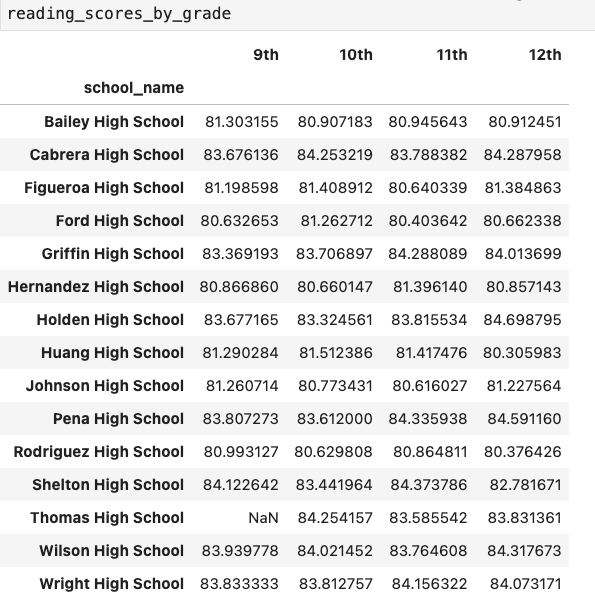 reading_scores_by_grade
9th 10th 11th 12th
school_name
Bailey High School 81.303155 80.907183 80.945643 80.912451
Cabrera High School 83.676136 84.253219 83.788382 84.287958
Figueroa High School 81.198598 81.408912 80.640339 81.384863
Ford High School 80.632653 81.262712 80.403642 80.662338
Griffin High School 83.369193 83.706897 84.288089 84.013699
Hernandez High School 80.866860 80.660147 81.396140 80.857143
Holden High School 83.677165 83.324561 83.815534 84.698795
Huang High School 81.290284 81.512386 81.417476 80.305983
Johnson High School 81.260714 80.773431 80.616027 81.227564
Pena High School 83.807273 83.612000 84.335938 84.591160
Rodriguez High School 80.993127 80.629808 80.864811 80.376426
Shelton High School 84.122642 83.441964 84.373786 82.781671
Thomas High School NaN 84.254157 83.585542 83.831361
Wilson High School 83.939778 84.021452 83.764608 84.317673
Wright High School 83.833333 83.812757 84.156322 84.073171